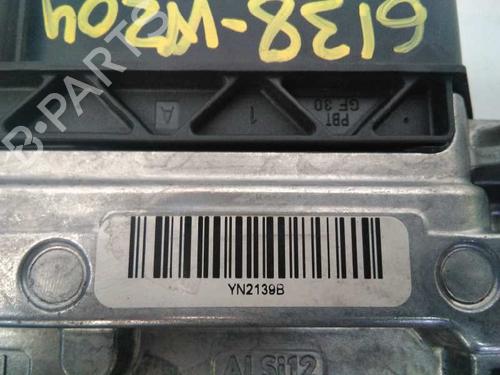 6138-W204
B-PARTS
A
1
PBT
GF 30
YN2139B
AlSi12